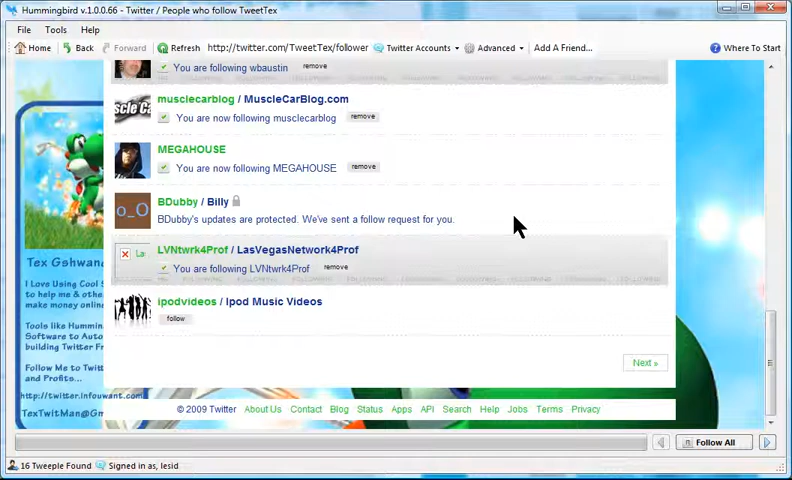 Hummingbird v.1.0.0.66 - Twitter / People who follow TweetTex
File Tools Help
Home Back Forward Refresh http://twitter.com/TweetTex/follower Twitter Accounts Advanced Add A Friend... Where To Start
You are following wbaustin remove
musclecarblog / MuscleCarBlog.com
You are now following musclecarblog remove
MEGAHOUSE
You are now following MEGAHOUSE remove
BDubby / Billy
o_O
BDubby's updates are protected. We've sent a follow request for you.
LVNtwrk4Prof / LasVegasNetwork4Prof
You are following LVNtwrk4Prof remove
ipodvideos / Ipod Music Videos
follow
Next »
Tex Gshwana
I Love Using Cool S
to help me & othe
make money online
Tools like Hummin
Software to Auto
building Twitter Fr
Follow Me to Twit
and Profits...
http://twitter.infouwant.com
TexTwitMan@Gm
© 2009 Twitter About Us Contact Blog Status Apps API Search Help Jobs Terms Privacy
Follow All
16 Tweeple Found Signed in as, lesid